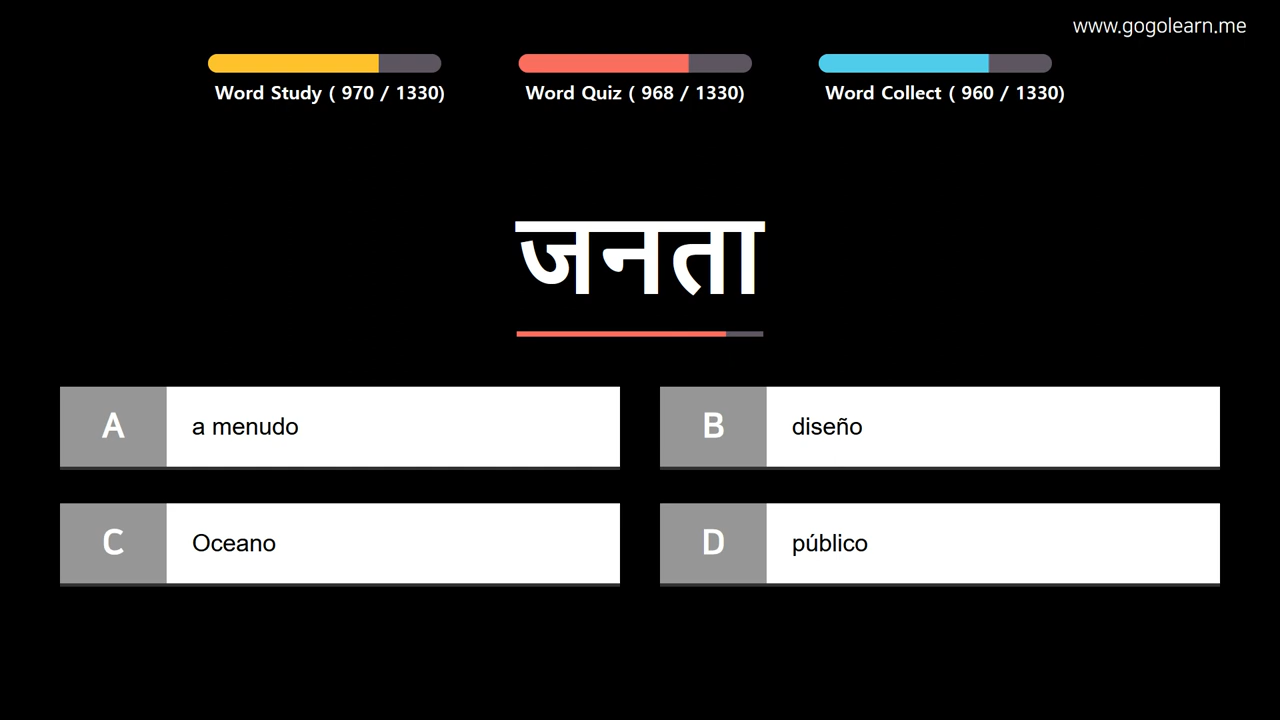 www.gogolearn.me
Word Study ( 970 / 1330)
Word Quiz ( 968 / 1330)
Word Collect ( 960 / 1330)
जनता
A
a menudo
B
diseño
C
Oceano
D
público